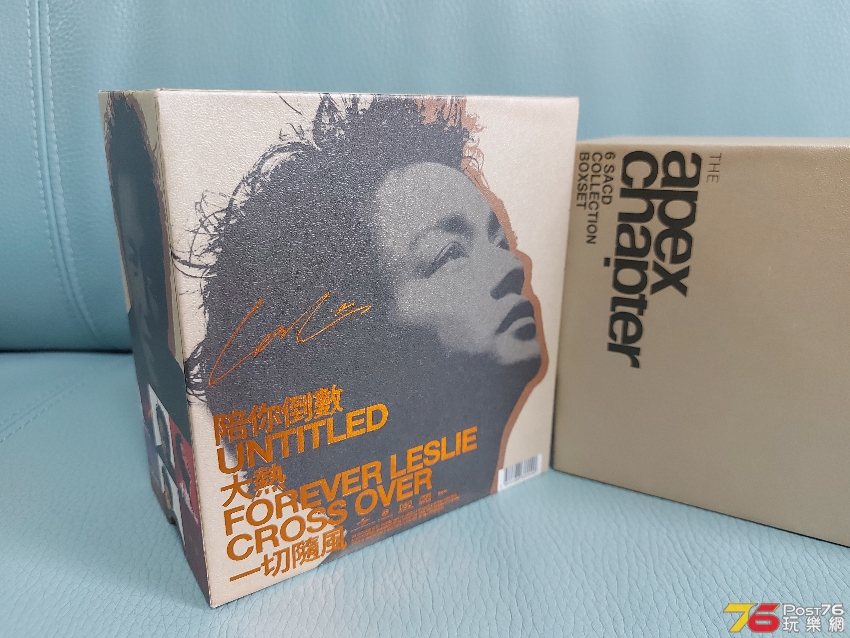 Leslie
陪你倒數
UNTITLED
大熱
FOREVER LESLIE
CROSS OVER
一切隨風
THE
apex
chapter
6 SACD
COLLECTION
BOXSET
76 POST76
玩樂網